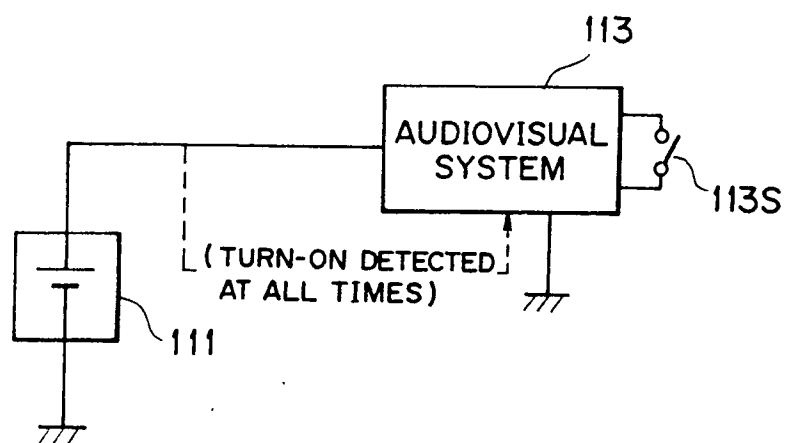 113
AUDIOVISUAL
SYSTEM
113S
(TURN-ON DETECTED
AT ALL TIMES)
111